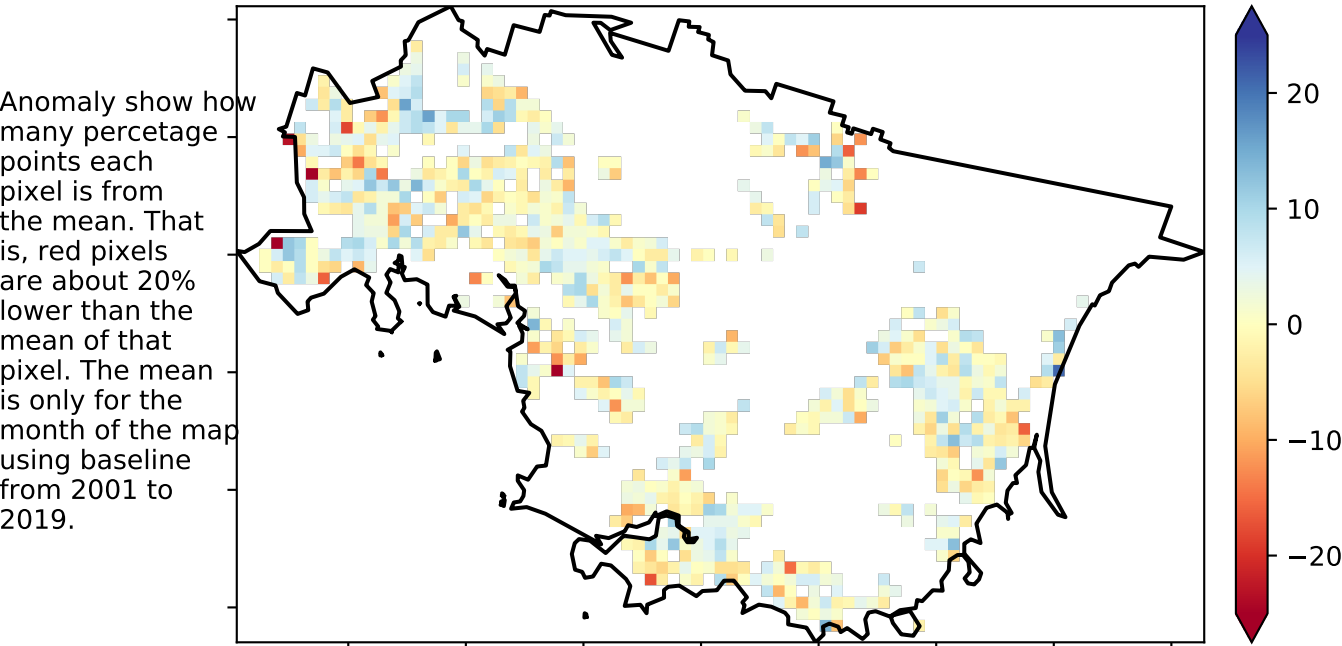 Anomaly show how
many percetage
points each
pixel is from
the mean. That
is, red pixels
are about 20%
lower than the
mean of that
pixel. The mean
is only for the
month of the map
using baseline
from 2001 to
2019.
20
10
0
−10
−20